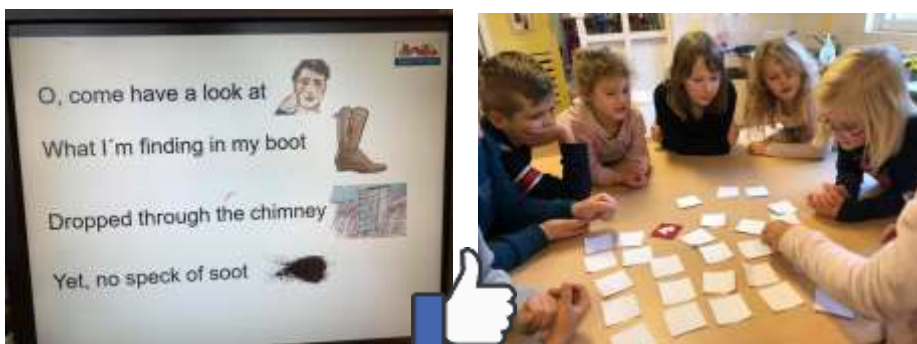 O, come have a look at
What I´m finding in my boot
Dropped through the chimney
Yet, no speck of soot